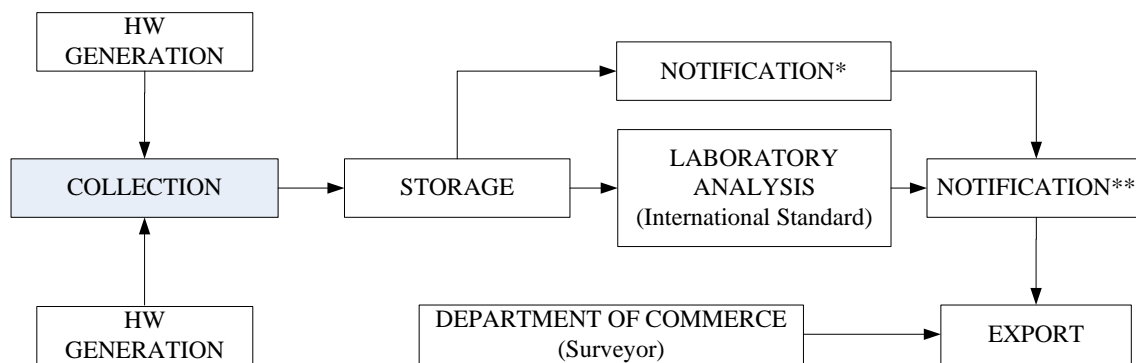 HW
GENERATION
NOTIFICATION*
COLLECTION
STORAGE
LABORATORY
ANALYSIS
(International Standard)
NOTIFICATION**
HW
GENERATION
DEPARTMENT OF COMMERCE
(Surveyor)
EXPORT